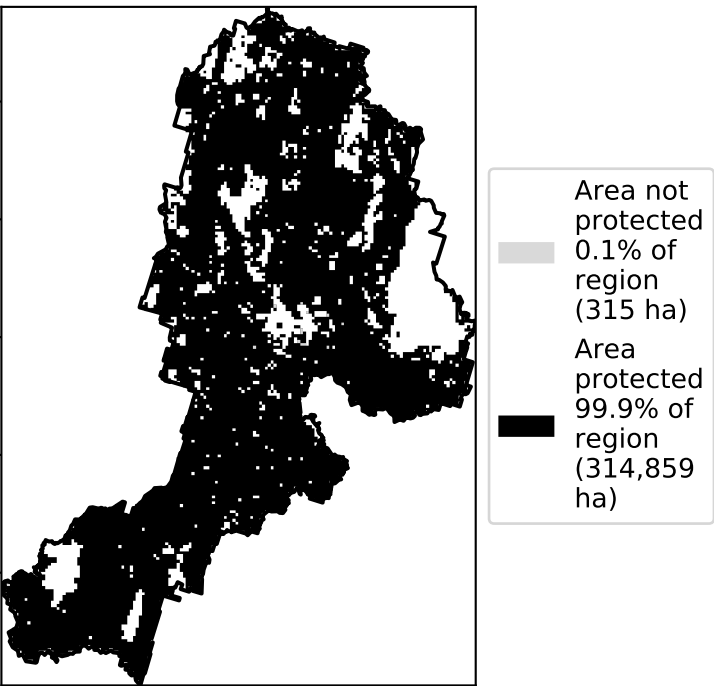 Area not
protected
0.1% of
region
(315 ha)
Area
protected
99.9% of
region
(314,859
ha)